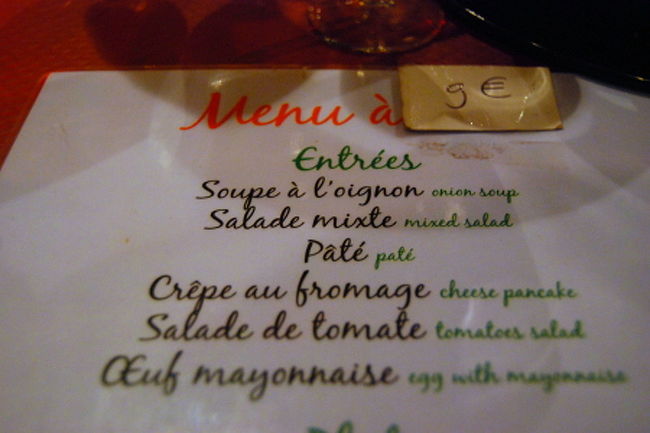 Menu à 9 €
Entrées
Soupe à l'oignon onion soup
Salade mixte mixed salad
Pâté paté
Crêpe au fromage cheese pancake
Salade de tomate tomatoes salad
Œuf mayonnaise egg with mayonnaise